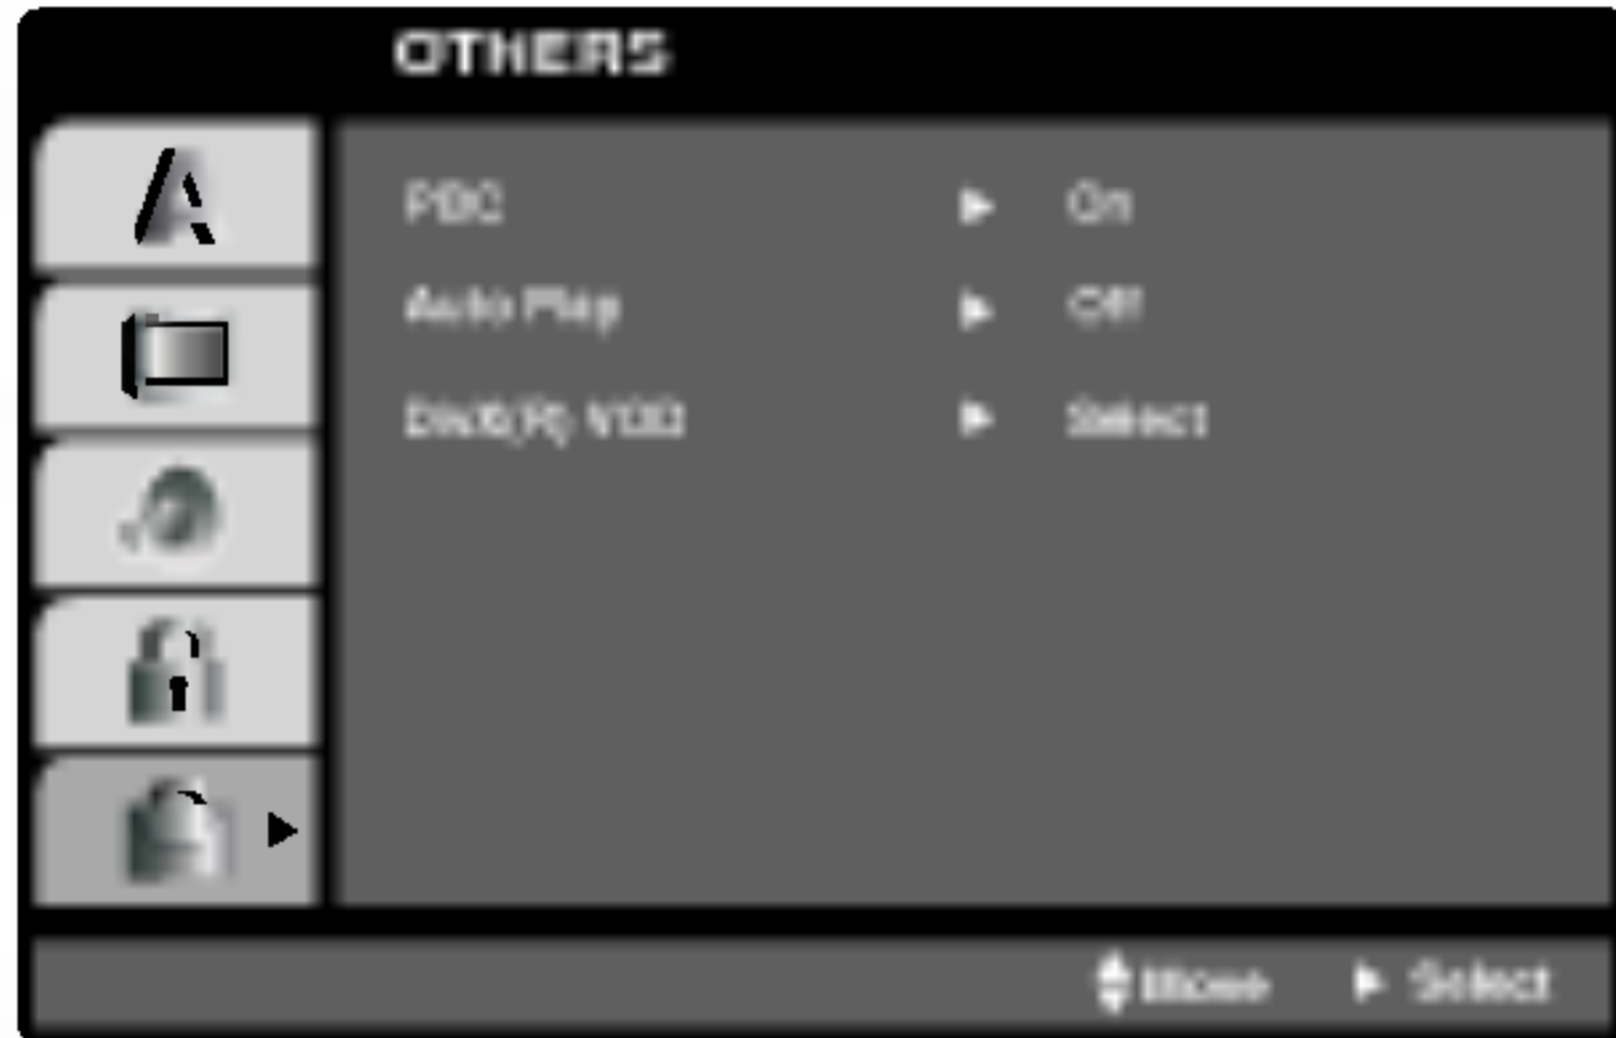 OTHERS
PBC ▶ On
Auto Play ▶ Off
DivX(R) VOD ▶ Select
Move ▶ Select